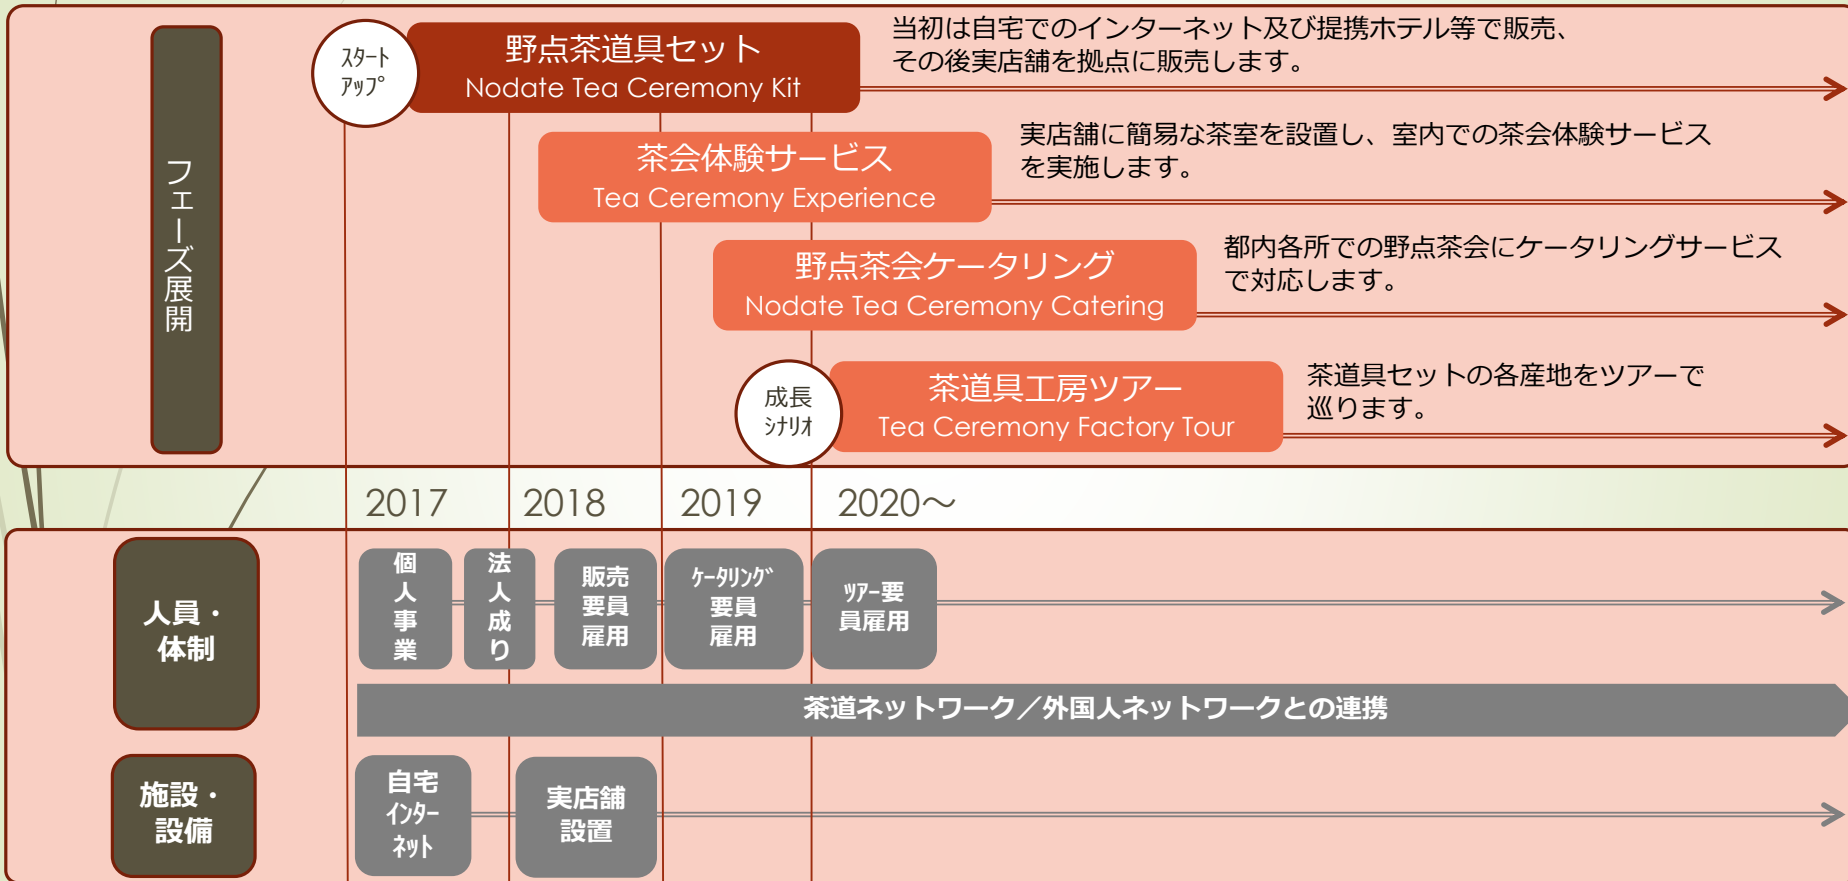 フェーズ展開
ｽﾀｰﾄ
ｱｯﾌﾟ
野点茶道具セット
Nodate Tea Ceremony Kit
当初は自宅でのインターネット及び提携ホテル等で販売、
その後実店舗を拠点に販売します。
茶会体験サービス
Tea Ceremony Experience
実店舗に簡易な茶室を設置し、室内での茶会体験サービス
を実施します。
野点茶会ケータリング
Nodate Tea Ceremony Catering
都内各所での野点茶会にケータリングサービス
で対応します。
成長
ｼﾅﾘｵ
茶道具工房ツアー
Tea Ceremony Factory Tour
茶道具セットの各産地をツアーで
巡ります。
2017
2018
2019
2020～
人員・
体制
個人事業
法人成り
販売
要員
雇用
ｹｰﾀﾘﾝｸﾞ
要員
雇用
ﾂｱｰ要
員雇用
茶道ネットワーク／外国人ネットワークとの連携
施設・
設備
自宅
ｲﾝﾀｰ
ﾈｯﾄ
実店舗
設置